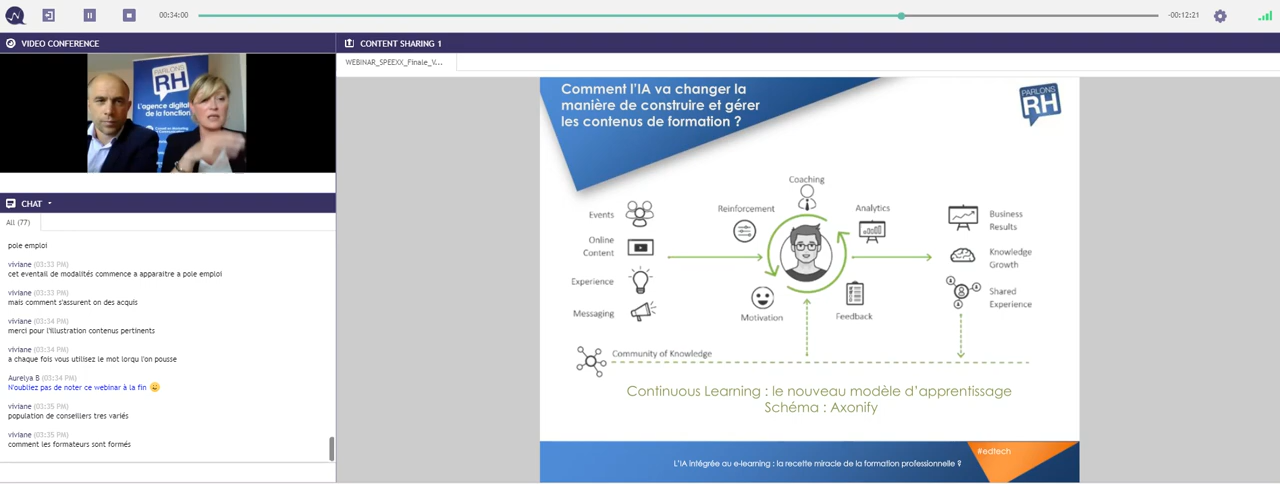 00:34:00
-00:12:21
VIDEO CONFERENCE
PARLONS
RH
L'agence digital
de la fonction
CHAT
All (77)
pole emploi
viviane (03:33 PM)
cet eventail de modalités commence a apparaitre a pole emploi
viviane (03:33 PM)
mais comment s'assurent on des acquis
viviane (03:34 PM)
merci pour l'illustration contenus pertinents
viviane (03:34 PM)
a chaque fois vous utilisez le mot lorqu l'on pousse
Aurelya B (03:34 PM)
N'oubliez pas de noter ce webinar à la fin
viviane (03:35 PM)
population de conseillers tres variés
viviane (03:35 PM)
comment les formateurs sont formés
CONTENT SHARING 1
WEBINAR_SPEEXX_Finale_V...
Comment l'IA va changer la
manière de construire et gérer
les contenus de formation ?
PARLONS
RH
Coaching
Events
Reinforcement
Analytics
Business
Results
Online
Content
Knowledge
Growth
Experience
Shared
Experience
Messaging
Motivation
Feedback
Community of Knowledge
Continuous Learning : le nouveau modèle d'apprentissage
Schéma : Axonify
#edtech
L'IA intégrée au e-learning : la recette miracle de la formation professionnelle ?